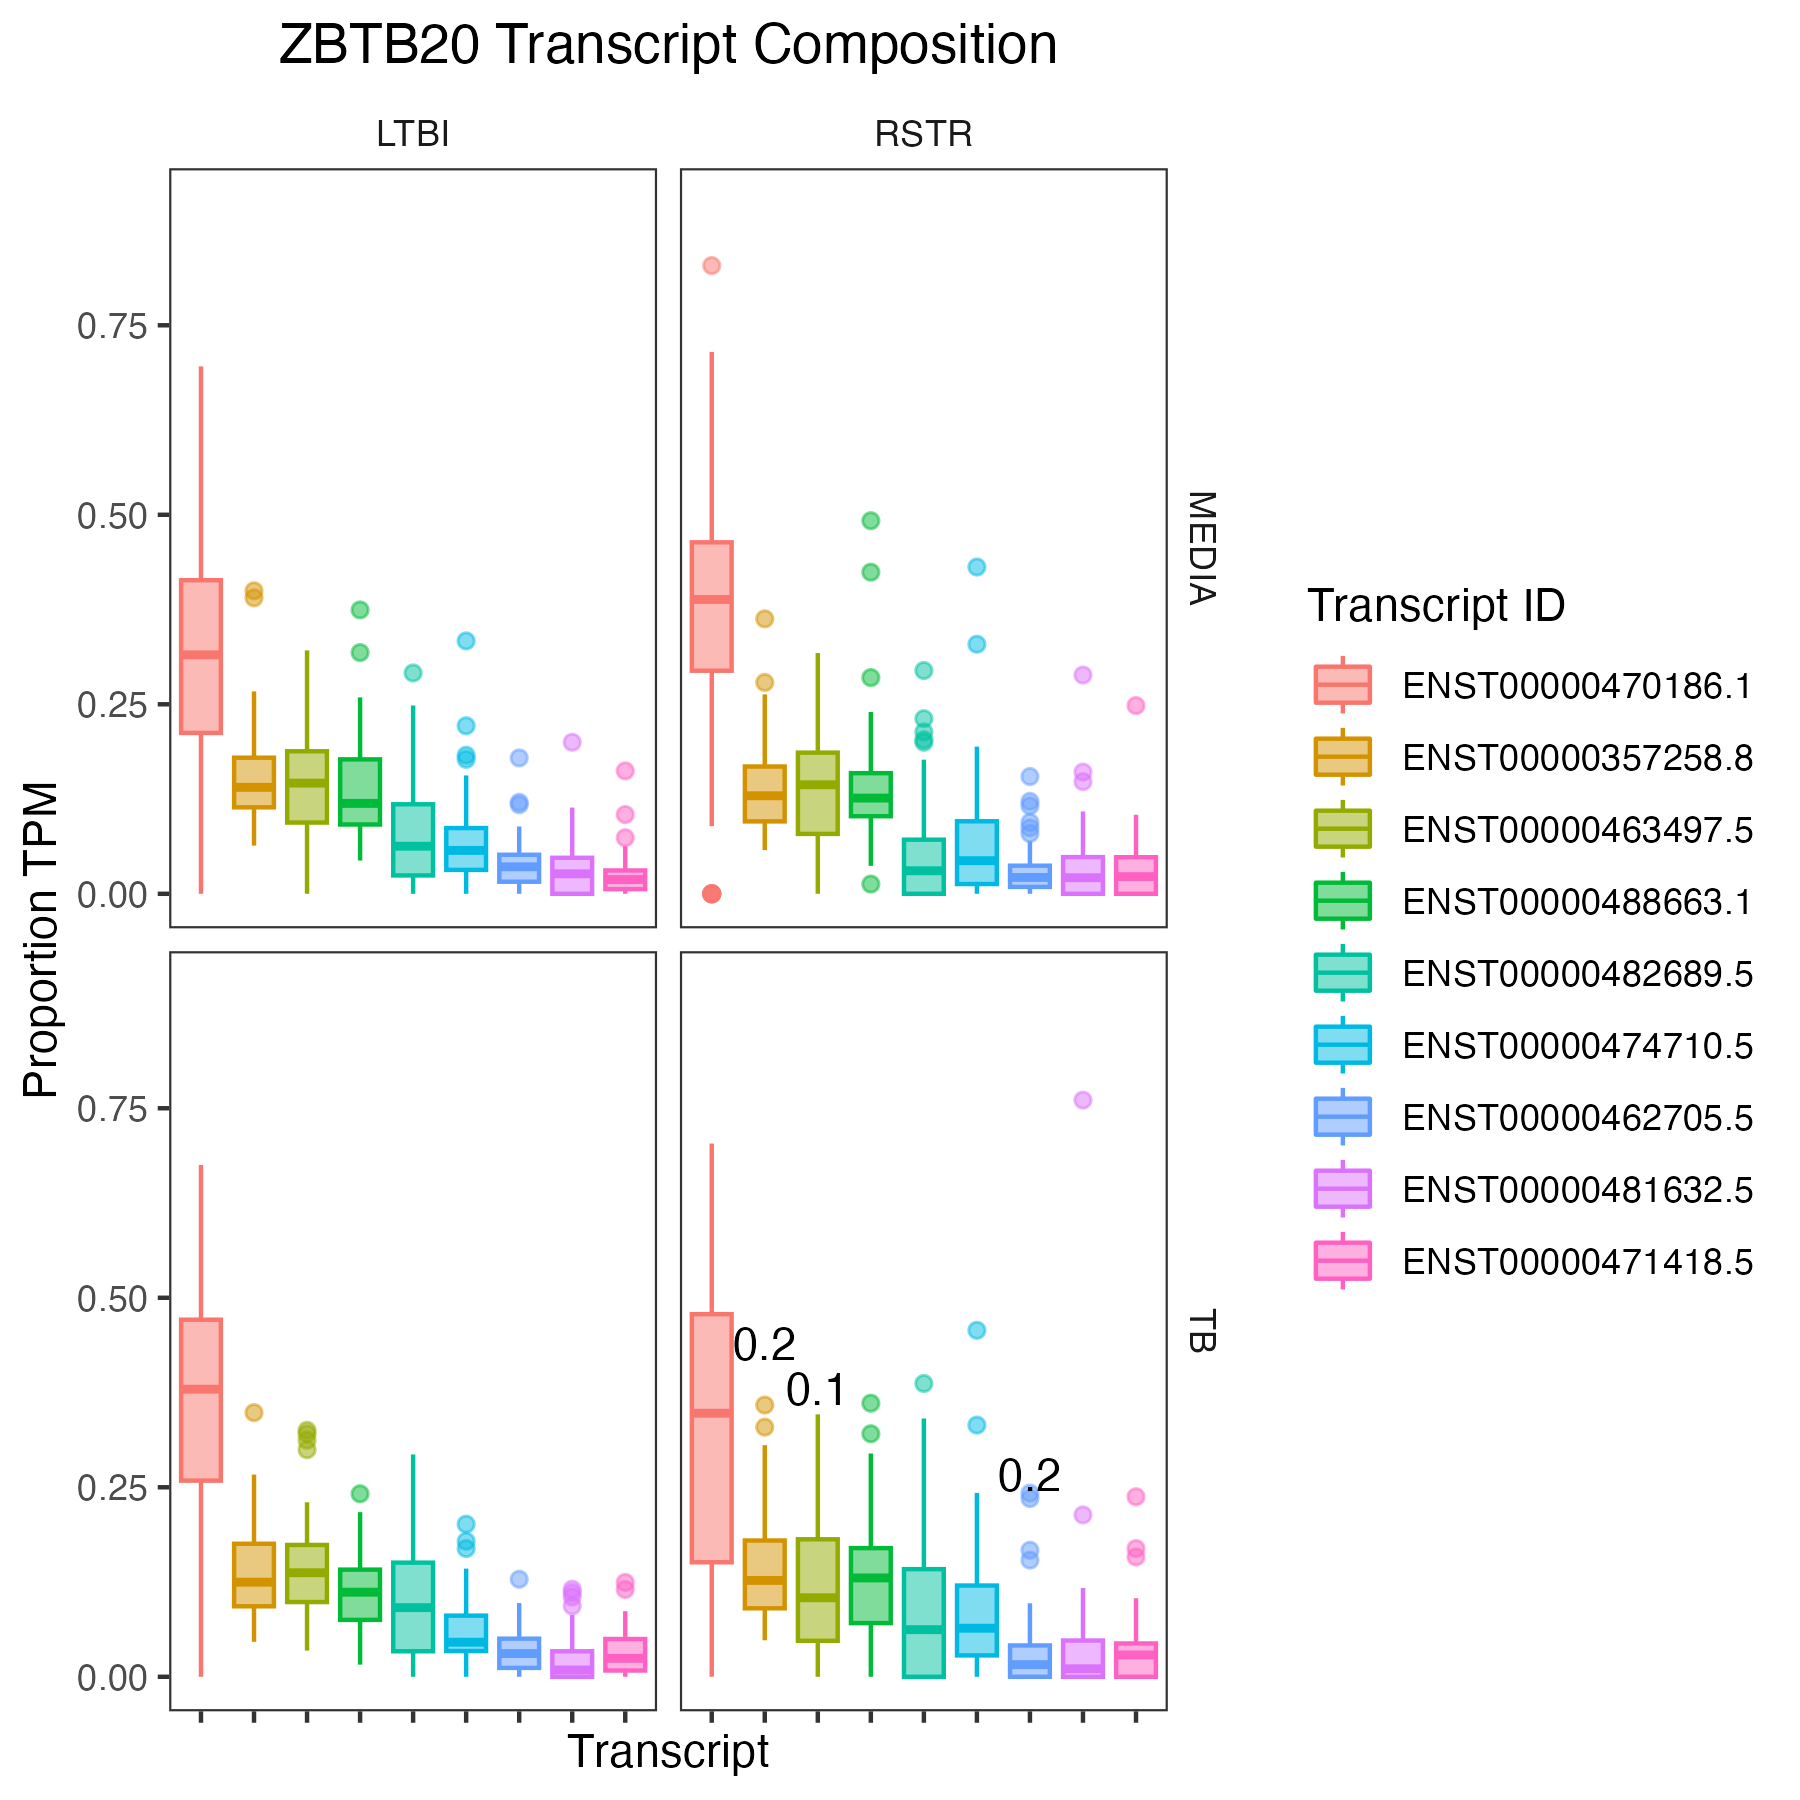 ZBTB20 Transcript Composition
LTBI
RSTR
MEDIA
0.75
0.50
0.25
0.00
TB
0.75
0.50
0.25
0.00
0.2
0.1
0.2
Proportion TPM
Transcript
Transcript ID
ENST00000470186.1
ENST00000357258.8
ENST00000463497.5
ENST00000488663.1
ENST00000482689.5
ENST00000474710.5
ENST00000462705.5
ENST00000481632.5
ENST00000471418.5